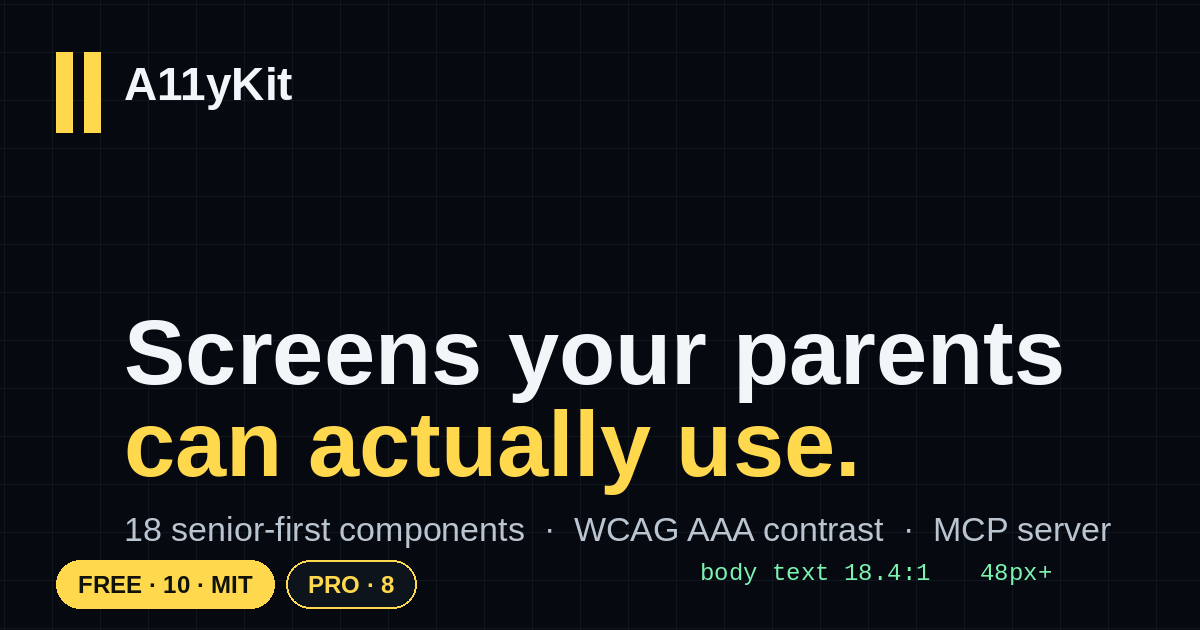 A11yKit
Screens your parents
can actually use.
18 senior-first components · WCAG AAA contrast · MCP server
FREE · 10 · MIT
PRO · 8
body text 18.4:1 48px+